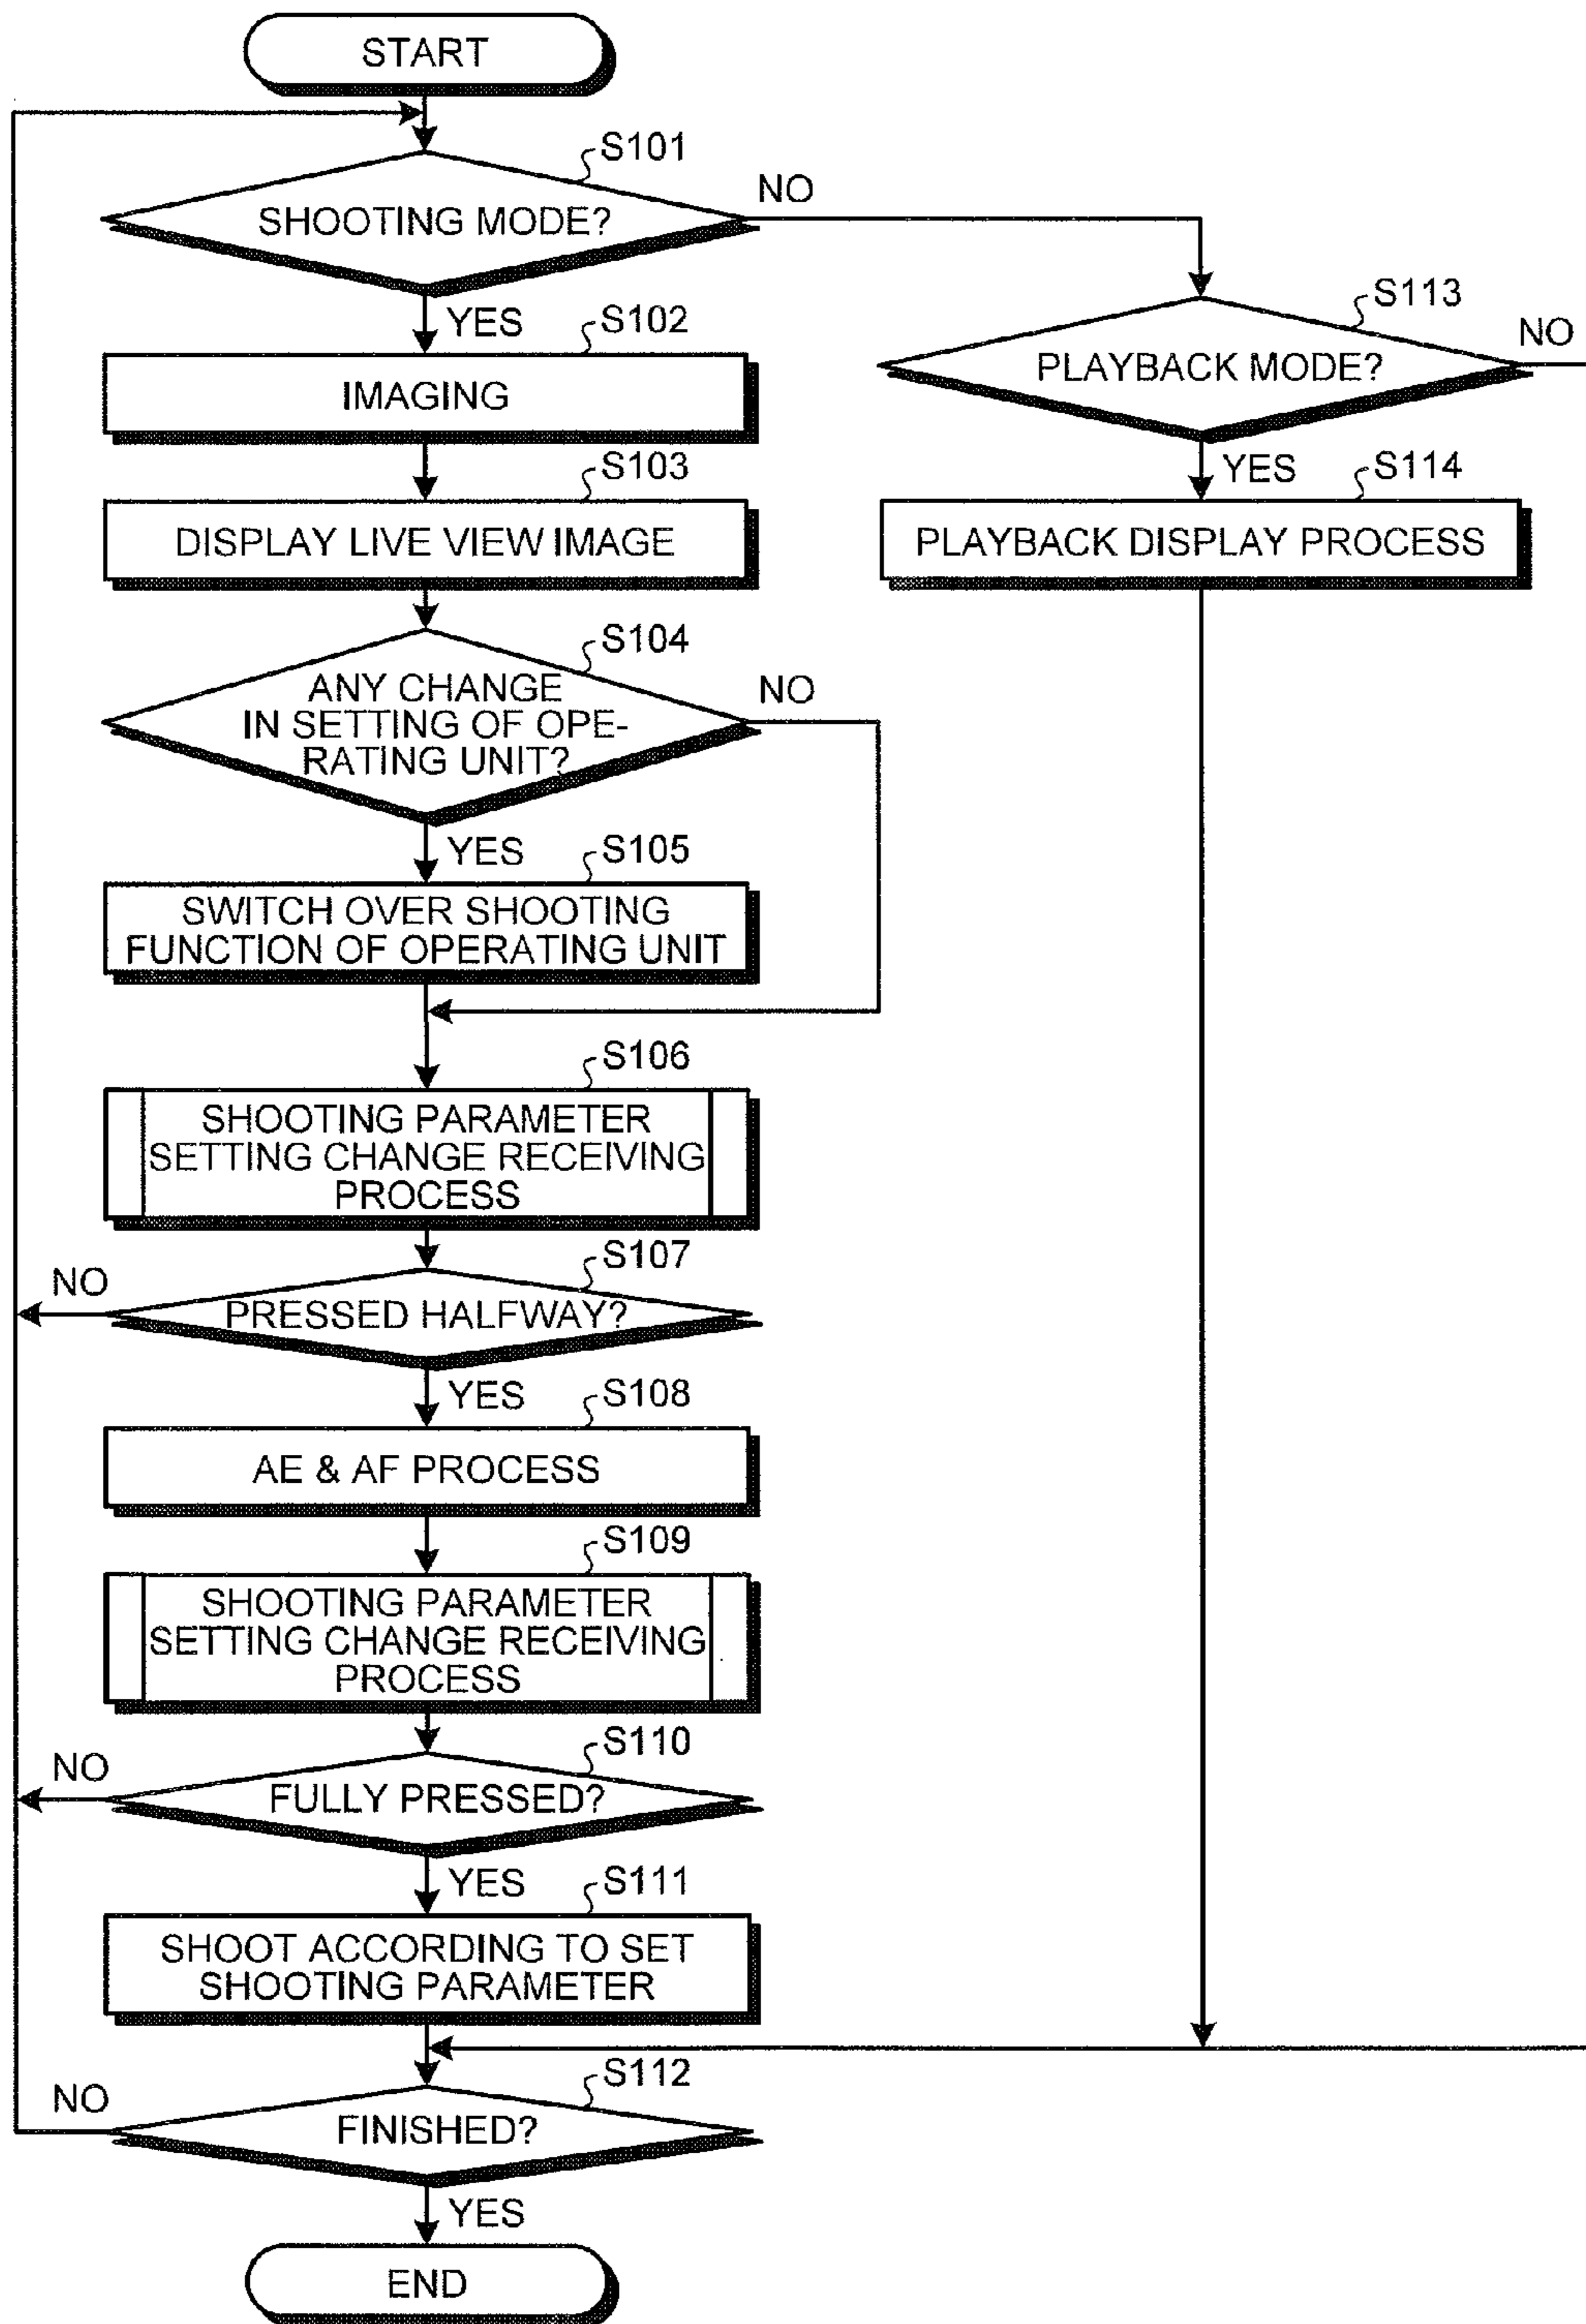 START
S101
SHOOTING MODE?
NO
YES
S102
IMAGING
S103
DISPLAY LIVE VIEW IMAGE
S104
ANY CHANGE
IN SETTING OF OPE-
RATING UNIT?
NO
YES
S105
SWITCH OVER SHOOTING
FUNCTION OF OPERATING UNIT
S106
SHOOTING PARAMETER
SETTING CHANGE RECEIVING
PROCESS
S107
NO
PRESSED HALFWAY?
YES
S108
AE & AF PROCESS
S109
SHOOTING PARAMETER
SETTING CHANGE RECEIVING
PROCESS
S110
NO
FULLY PRESSED?
YES
S111
SHOOT ACCORDING TO SET
SHOOTING PARAMETER
S112
NO
FINISHED?
YES
END
S113
NO
PLAYBACK MODE?
YES
S114
PLAYBACK DISPLAY PROCESS